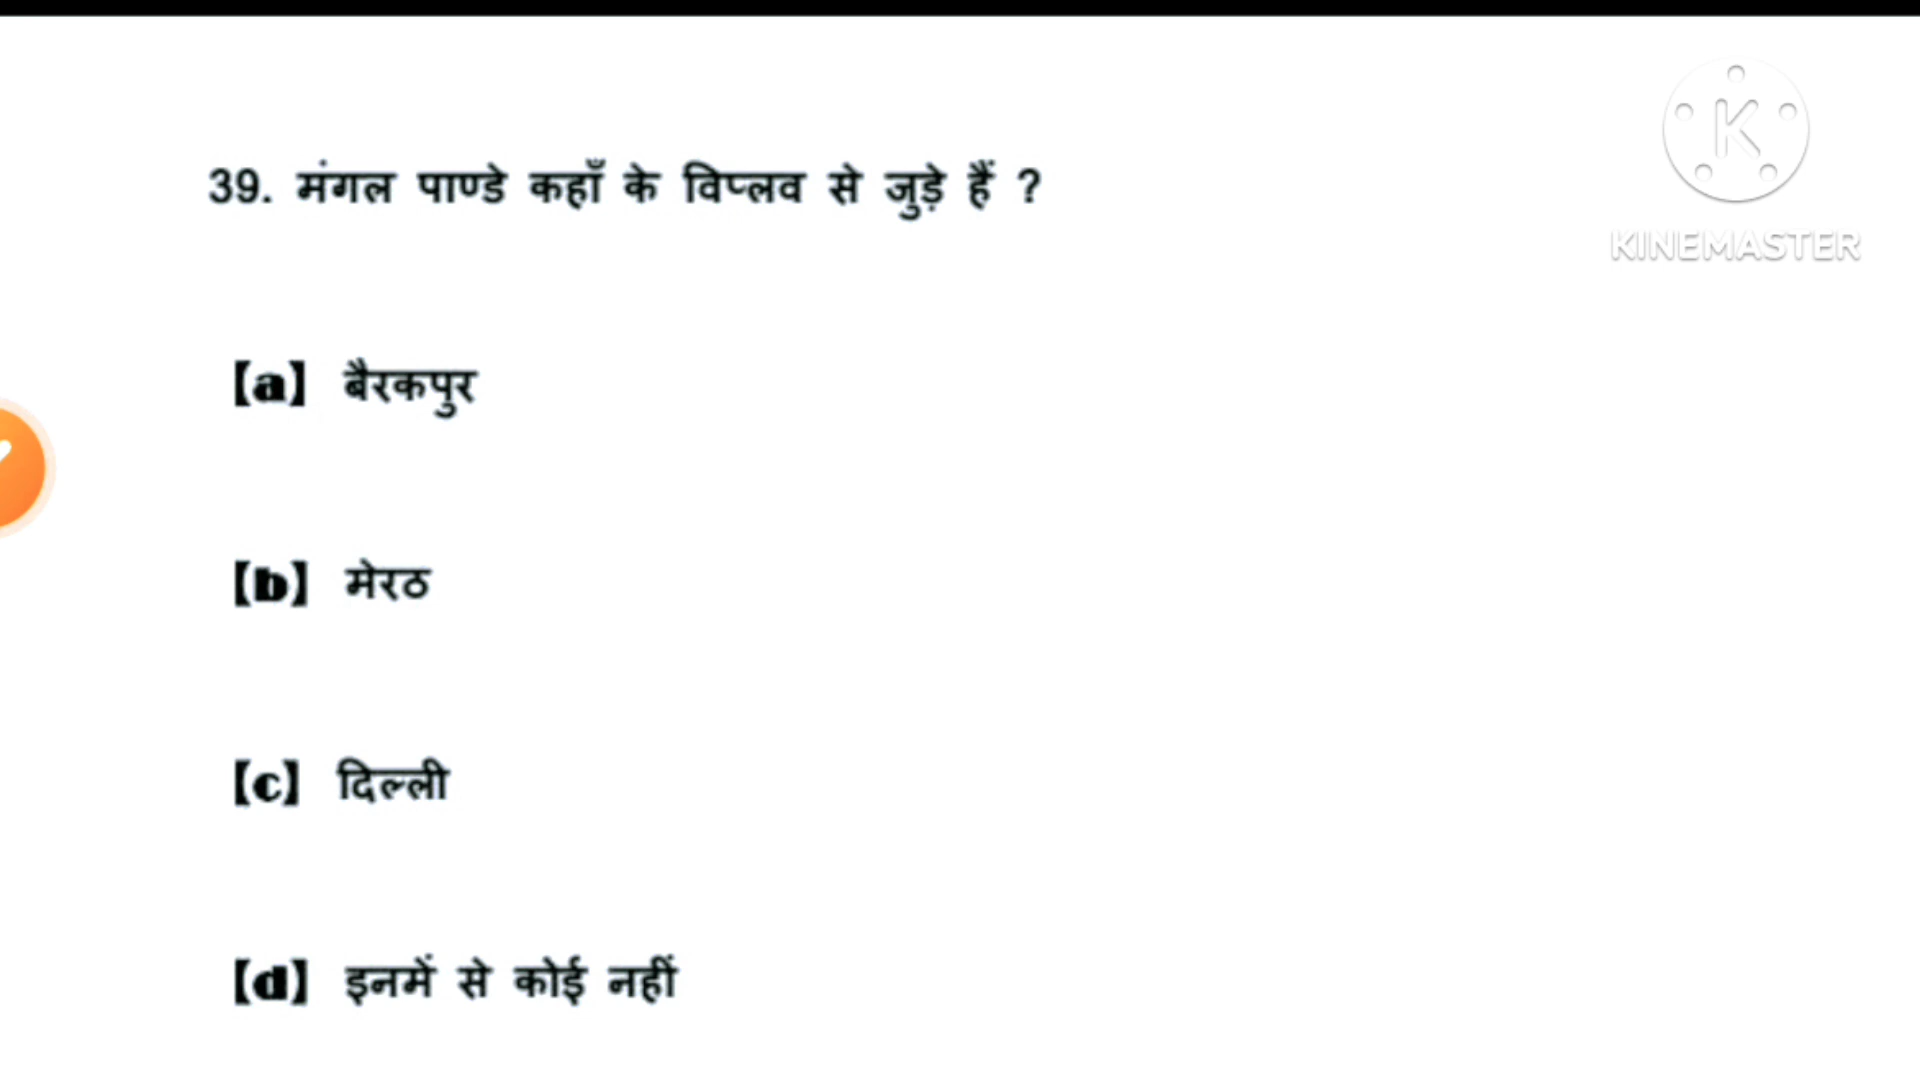 39. मंगल पाण्डे कहाँ के विप्लव से जुड़े हैं ?
K
KINEMASTER
【a】 बैरकपुर
【b】 मेरठ
【c】 दिल्ली
【d】 इनमें से कोई नहीं